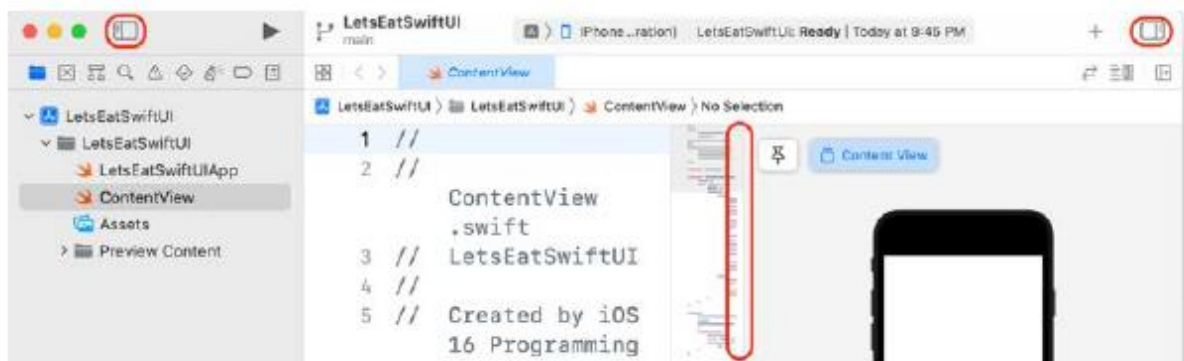 LetsEatSwiftUI
main
iPhone...ration) LetsEatSwiftUI: Ready | Today at 9:45 PM
ContentView
LetsEatSwiftUI
LetsEatSwiftUI
LetsEatSwiftUIApp
ContentView
Assets
Preview Content
LetsEatSwiftUI 〉 LetsEatSwiftUI 〉 ContentView 〉 No Selection
1 //
2 //
ContentView
.swift
3 // LetsEatSwiftUI
4 //
5 // Created by iOS
16 Programming
Content View